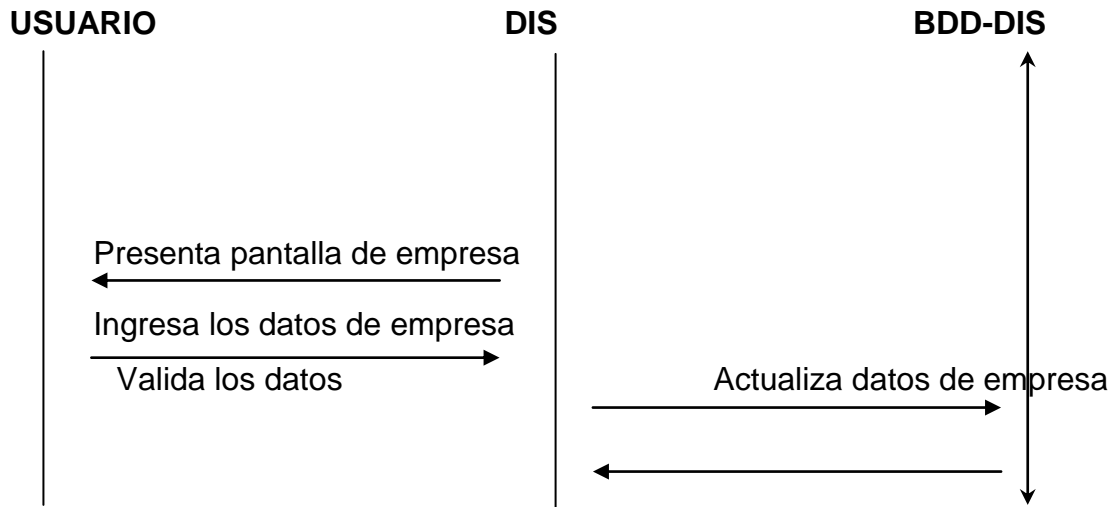 USUARIO DIS BDD-DIS
Presenta pantalla de empresa
Ingresa los datos de empresa
Valida los datos Actualiza datos de empresa